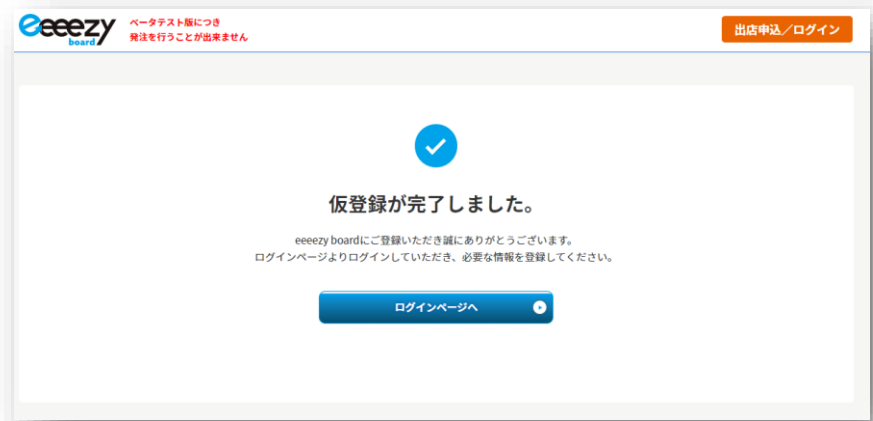 eeeezy
board
ベータテスト版につき
発注を行うことが出来ません
出店申込／ログイン
仮登録が完了しました。
eeeezy boardにご登録いただき誠にありがとうございます。
ログインページよりログインしていただき、必要な情報を登録してください。
ログインページへ